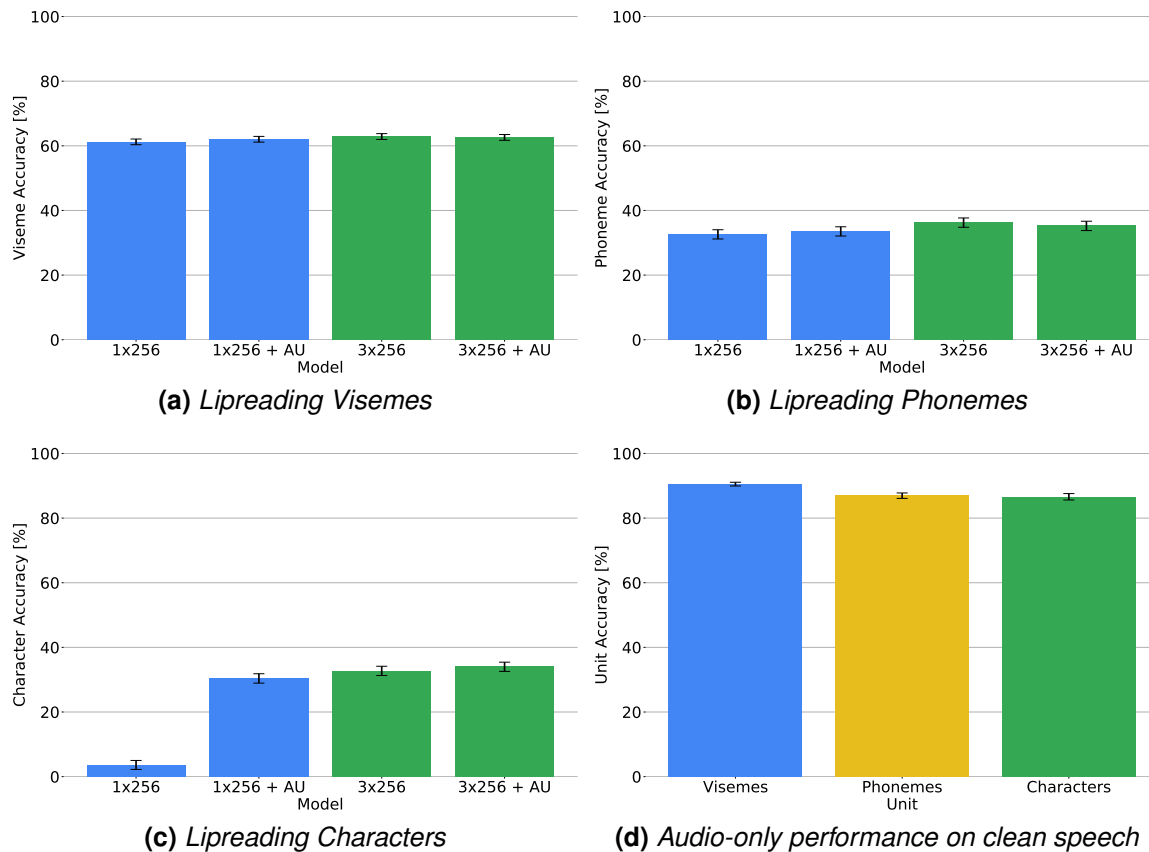 100
80
60
40
20
0
Viseme Accuracy [%]
1x256 1x256 + AU 3x256 3x256 + AU
Model
(a) Lipreading Visemes
100
80
60
40
20
0
Phoneme Accuracy [%]
1x256 1x256 + AU 3x256 3x256 + AU
Model
(b) Lipreading Phonemes
100
80
60
40
20
0
Character Accuracy [%]
1x256 1x256 + AU 3x256 3x256 + AU
Model
(c) Lipreading Characters
100
80
60
40
20
0
Unit Accuracy [%]
Visemes Phonemes Characters
Unit
(d) Audio-only performance on clean speech